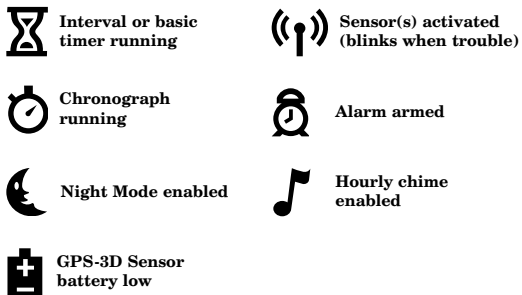 Interval or basic
timer running
Sensor(s) activated
(blinks when trouble)
Chronograph
running
Alarm armed
Night Mode enabled
Hourly chime
enabled
GPS-3D Sensor
battery low